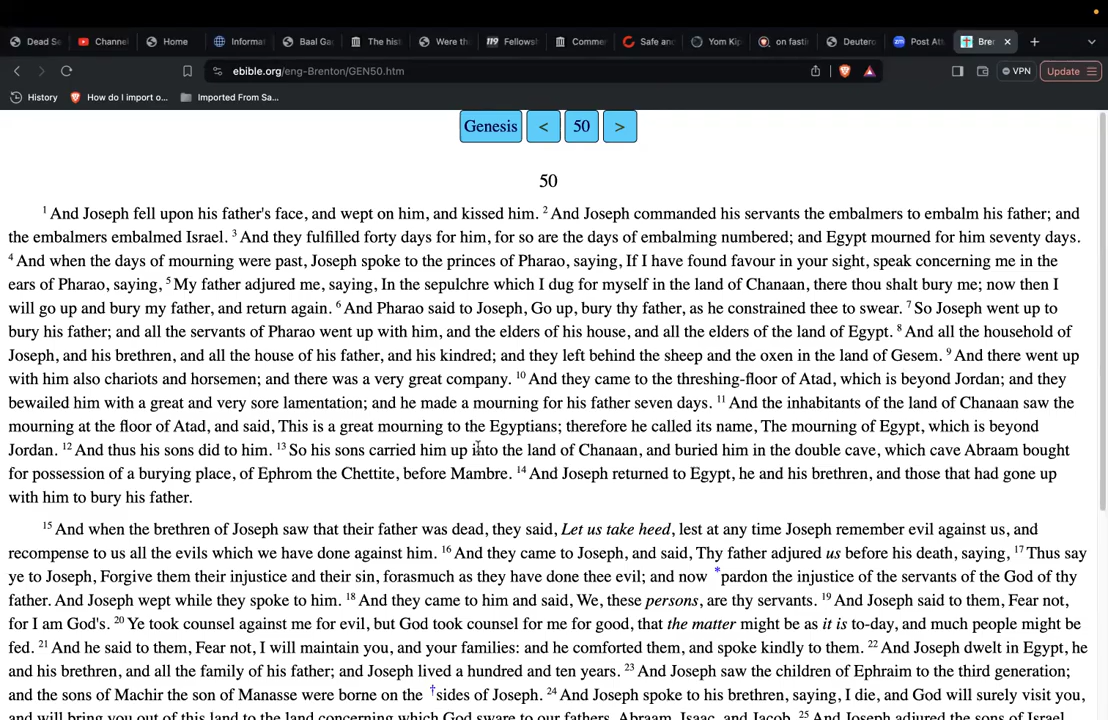 Dead S
Channel
Home
Informat
Baal Ga
The hist
Were th
119 Fellows
Comme
Safe and
Yom Kip
on fasti
Deutero
zm Post At
Bre
ebible.org/eng-Brenton/GEN50.htm
VPN
Update
History
How do I import o...
Imported From Sa...
Genesis < 50 >
50
1 And Joseph fell upon his father's face, and wept on him, and kissed him. 2 And Joseph commanded his servants the embalmers to embalm his father; and
the embalmers embalmed Israel. 3 And they fulfilled forty days for him, for so are the days of embalming numbered; and Egypt mourned for him seventy days.
4 And when the days of mourning were past, Joseph spoke to the princes of Pharao, saying, If I have found favour in your sight, speak concerning me in the
ears of Pharao, saying, 5 My father adjured me, saying, In the sepulchre which I dug for myself in the land of Chanaan, there thou shalt bury me; now then I
will go up and bury my father, and return again. 6 And Pharao said to Joseph, Go up, bury thy father, as he constrained thee to swear. 7 So Joseph went up to
bury his father; and all the servants of Pharao went up with him, and the elders of his house, and all the elders of the land of Egypt. 8 And all the household of
Joseph, and his brethren, and all the house of his father, and his kindred; and they left behind the sheep and the oxen in the land of Gesem. 9 And there went up
with him also chariots and horsemen; and there was a very great company. 10 And they came to the threshing-floor of Atad, which is beyond Jordan; and they
bewailed him with a great and very sore lamentation; and he made a mourning for his father seven days. 11 And the inhabitants of the land of Chanaan saw the
mourning at the floor of Atad, and said, This is a great mourning to the Egyptians; therefore he called its name, The mourning of Egypt, which is beyond
Jordan. 12 And thus his sons did to him. 13 So his sons carried him up into the land of Chanaan, and buried him in the double cave, which cave Abraam bought
for possession of a burying place, of Ephrom the Chettite, before Mambre. 14 And Joseph returned to Egypt, he and his brethren, and those that had gone up
with him to bury his father.
15 And when the brethren of Joseph saw that their father was dead, they said, Let us take heed, lest at any time Joseph remember evil against us, and
recompense to us all the evils which we have done against him. 16 And they came to Joseph, and said, Thy father adjured us before his death, saying, 17 Thus say
ye to Joseph, Forgive them their injustice and their sin, forasmuch as they have done thee evil; and now *pardon the injustice of the servants of the God of thy
father. And Joseph wept while they spoke to him. 18 And they came to him and said, We, these persons, are thy servants. 19 And Joseph said to them, Fear not,
for I am God's. 20 Ye took counsel against me for evil, but God took counsel for me for good, that the matter might be as it is to-day, and much people might be
fed. 21 And he said to them, Fear not, I will maintain you, and your families: and he comforted them, and spoke kindly to them. 22 And Joseph dwelt in Egypt, he
and his brethren, and all the family of his father; and Joseph lived a hundred and ten years. 23 And Joseph saw the children of Ephraim to the third generation;
and the sons of Machir the son of Manasse were borne on the †sides of Joseph. 24 And Joseph spoke to his brethren, saying, I die, and God will surely visit you,
and will bring you out of this land to the land concerning which God sware to our fathers, Abraam, Isaac, and Jacob. 25 And Joseph adjured the sons of Israel,